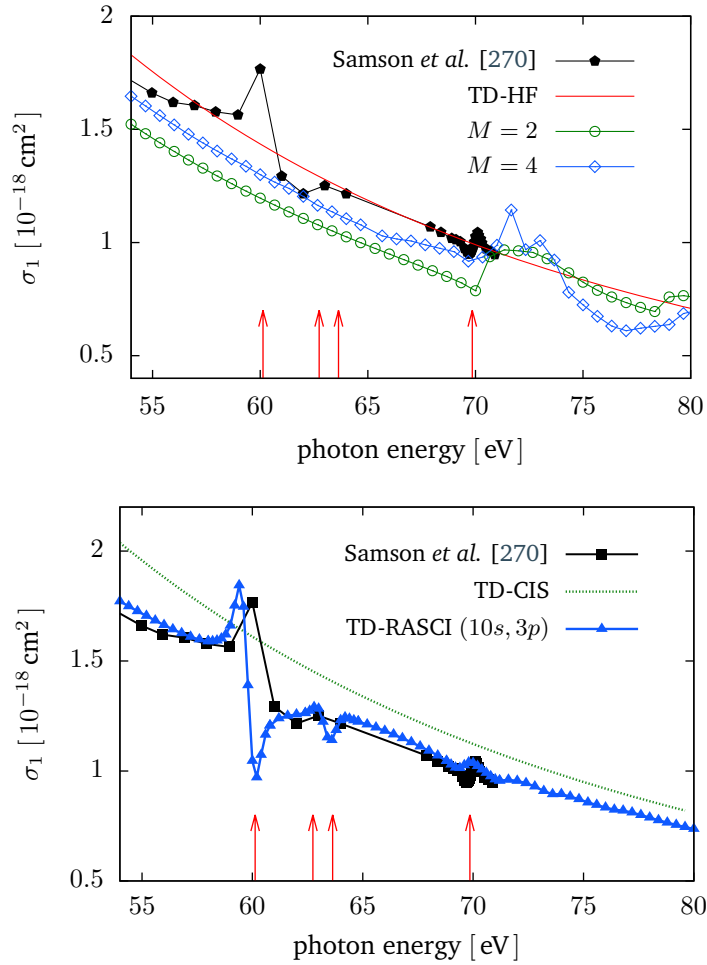 2
1.5
1
0.5
55
60
65
70
75
80
σ₁ [10⁻¹⁸ cm²]
photon energy [eV]
Samson et al. [270]
TD-HF
M = 2
M = 4
2
1.5
1
0.5
55
60
65
70
75
80
σ₁ [10⁻¹⁸ cm²]
photon energy [eV]
Samson et al. [270]
TD-CIS
TD-RASCI (10s, 3p)